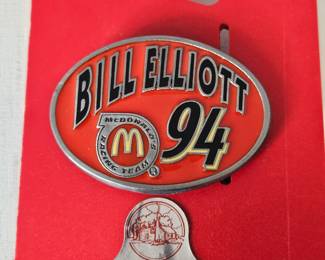 BILL ELLIOTT
McDONALD'S
M 94
RACING TEAM